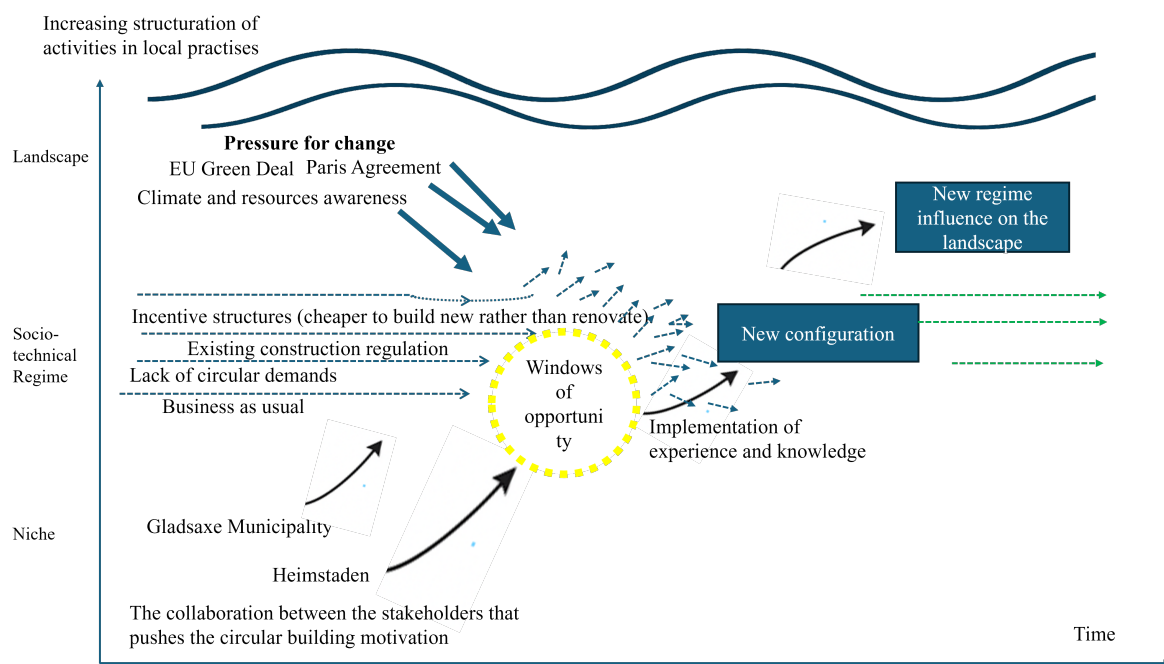 Increasing structuration of
activities in local practises
Landscape
Pressure for change
EU Green Deal Paris Agreement
Climate and resources awareness
New regime
influence on the
landscape
Incentive structures (cheaper to build new rather than renovate)
Socio-
technical
Regime
Existing construction regulation
Lack of circular demands
Business as usual
Windows
of
opportuni
ty
New configuration
Implementation of
experience and knowledge
Niche
Gladsaxe Municipality
Heimstaden
The collaboration between the stakeholders that
pushes the circular building motivation
Time